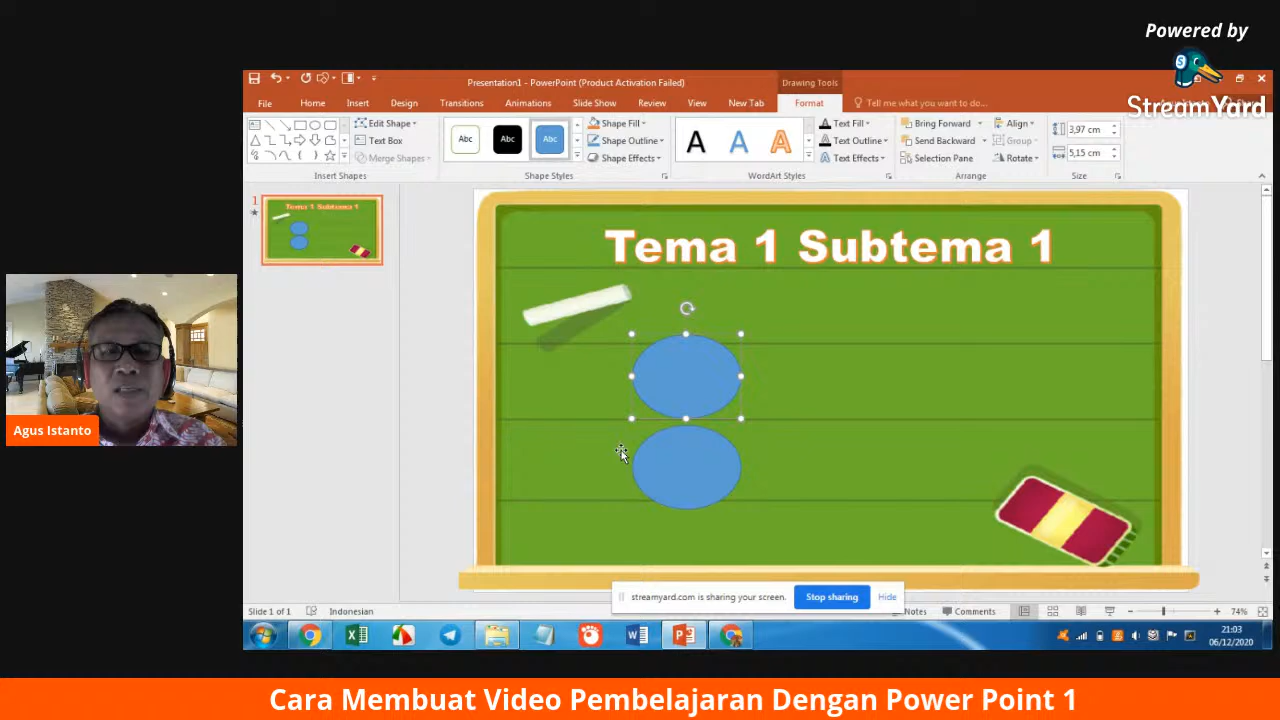 Powered by
StreamYard
Presentation1 - PowerPoint (Product Activation Failed)
Drawing Tools
File
Home
Insert
Design
Transitions
Animations
Slide Show
Review
View
New Tab
Format
Tell me what you want to do...
Edit Shape
Text Box
Merge Shapes
Insert Shapes
Abc
Abc
Abc
Shape Fill
Shape Outline
Shape Effects
Shape Styles
A
A
A
WordArt Styles
Text Fill
Text Outline
Text Effects
Bring Forward
Send Backward
Selection Pane
Align
Group
Rotate
Arrange
3,97 cm
5,15 cm
Size
1
Tema 1 Subtema 1
Tema 1 Subtema 1
Agus Istanto
streamyard.com is sharing your screen.
Stop sharing
Hide
Slide 1 of 1
Indonesian
Notes
Comments
74%
21:03
06/12/2020
Cara Membuat Video Pembelajaran Dengan Power Point 1